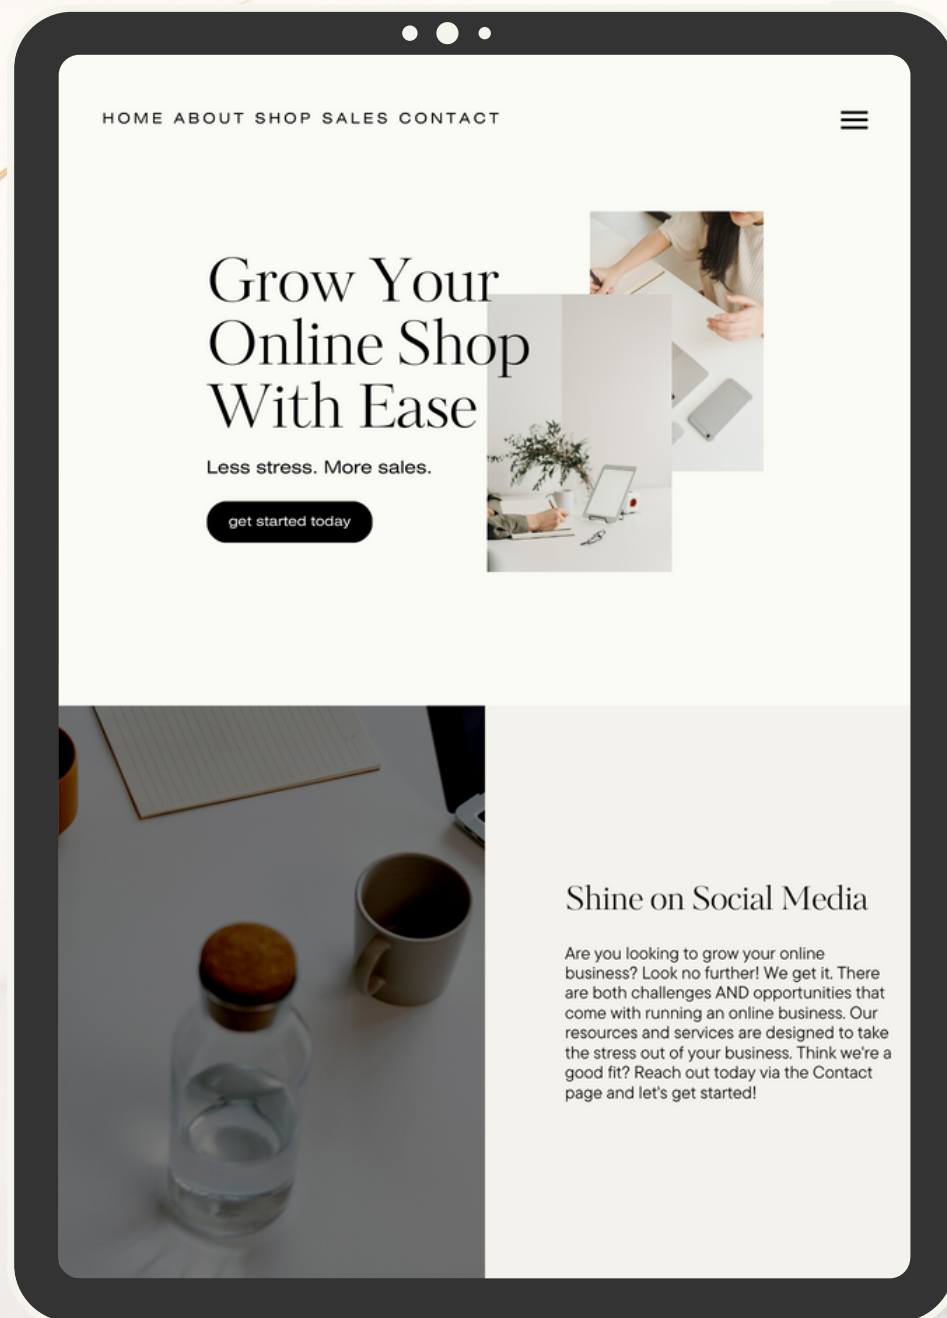 HOME ABOUT SHOP SALES CONTACT
Grow Your
Online Shop
With Ease
Less stress. More sales.
get started today
Shine on Social Media
Are you looking to grow your online
business? Look no further! We get it. There
are both challenges AND opportunities that
come with running an online business. Our
resources and services are designed to take
the stress out of your business. Think we're a
good fit? Reach out today via the Contact
page and let's get started!